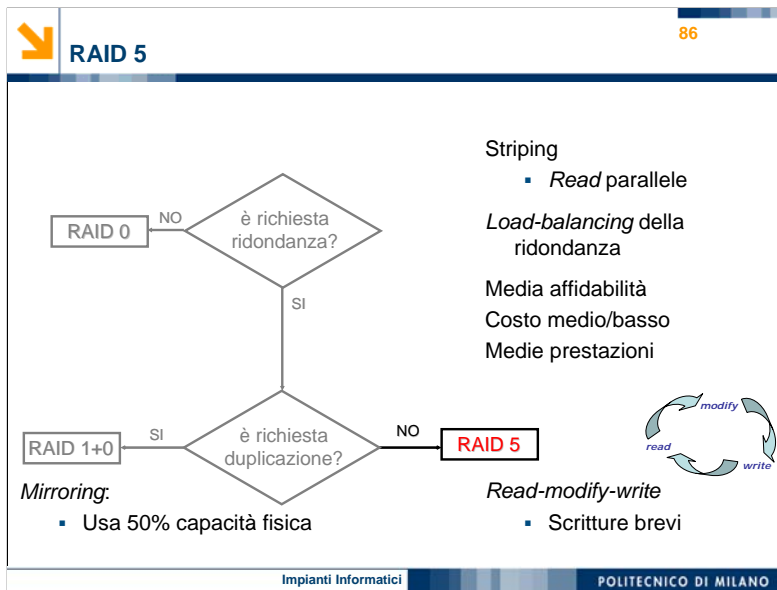 86
RAID 5
Striping
▪ Read parallele
Load-balancing della
ridondanza
Media affidabilità
Costo medio/basso
Medie prestazioni
è richiesta
ridondanza?
NO
RAID 0
SI
è richiesta
duplicazione?
SI
RAID 1+0
NO
RAID 5
Mirroring:
▪ Usa 50% capacità fisica
modify
read
write
Read-modify-write
▪ Scritture brevi
Impianti Informatici
POLITECNICO DI MILANO